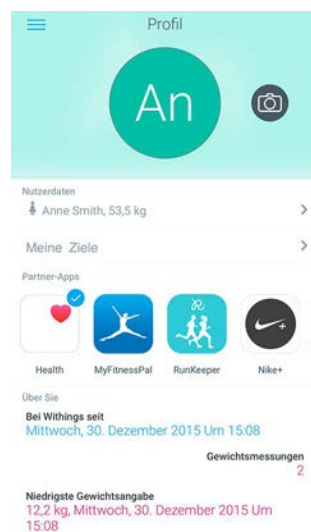 Profil
An
Nutzerdaten
Anne Smith, 53,5 kg
Meine Ziele
Partner-Apps
Health MyFitnessPal RunKeeper Nike+
Über Sie
Bei Withings seit
Mittwoch, 30. Dezember 2015 Um 15:08
Gewichtsmessungen
2
Niedrigste Gewichtsangabe
12,2 kg, Mittwoch, 30. Dezember 2015 Um
15:08